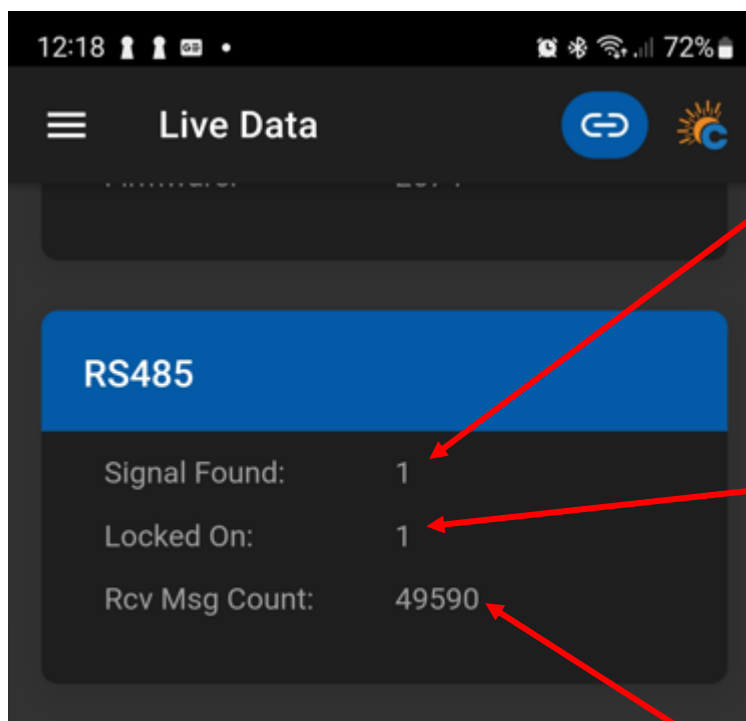 12:18 72%
Live Data
RS485
Signal Found: 1
Locked On: 1
Rcv Msg Count: 49590